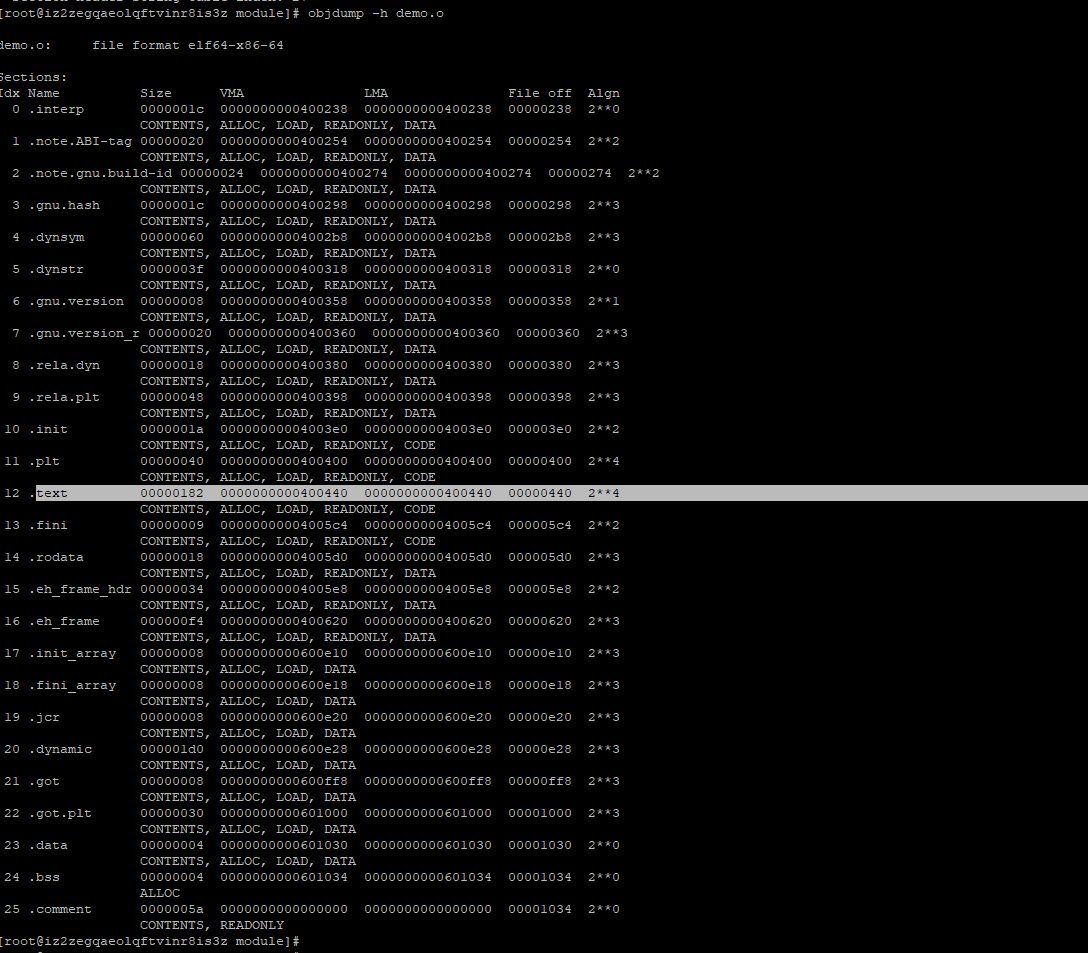 [root@iz2zegqaeolqftvinr8is3z module]# objdump -h demo.o
demo.o:     file format elf64-x86-64
Sections:
Idx Name          Size      VMA               LMA               File off  Algn
  0 .interp       0000001c  0000000000400238  0000000000400238  00000238  2**0
                  CONTENTS, ALLOC, LOAD, READONLY, DATA
  1 .note.ABI-tag 00000020  0000000000400254  0000000000400254  00000254  2**2
                  CONTENTS, ALLOC, LOAD, READONLY, DATA
  2 .note.gnu.build-id 00000024  0000000000400274  0000000000400274  00000274  2**2
                  CONTENTS, ALLOC, LOAD, READONLY, DATA
  3 .gnu.hash     0000001c  0000000000400298  0000000000400298  00000298  2**3
                  CONTENTS, ALLOC, LOAD, READONLY, DATA
  4 .dynsym       00000060  00000000004002b8  00000000004002b8  000002b8  2**3
                  CONTENTS, ALLOC, LOAD, READONLY, DATA
  5 .dynstr       0000003f  0000000000400318  0000000000400318  00000318  2**0
                  CONTENTS, ALLOC, LOAD, READONLY, DATA
  6 .gnu.version  00000008  0000000000400358  0000000000400358  00000358  2**1
                  CONTENTS, ALLOC, LOAD, READONLY, DATA
  7 .gnu.version_r 00000020  0000000000400360  0000000000400360  00000360  2**3
                  CONTENTS, ALLOC, LOAD, READONLY, DATA
  8 .rela.dyn     00000018  0000000000400380  0000000000400380  00000380  2**3
                  CONTENTS, ALLOC, LOAD, READONLY, DATA
  9 .rela.plt     00000048  0000000000400398  0000000000400398  00000398  2**3
                  CONTENTS, ALLOC, LOAD, READONLY, DATA
 10 .init         0000001a  00000000004003e0  00000000004003e0  000003e0  2**2
                  CONTENTS, ALLOC, LOAD, READONLY, CODE
 11 .plt          00000040  0000000000400400  0000000000400400  00000400  2**4
                  CONTENTS, ALLOC, LOAD, READONLY, CODE
 12 .text         00000182  0000000000400440  0000000000400440  00000440  2**4
                  CONTENTS, ALLOC, LOAD, READONLY, CODE
 13 .fini         00000009  00000000004005c4  00000000004005c4  000005c4  2**2
                  CONTENTS, ALLOC, LOAD, READONLY, CODE
 14 .rodata       00000018  00000000004005d0  00000000004005d0  000005d0  2**3
                  CONTENTS, ALLOC, LOAD, READONLY, DATA
 15 .eh_frame_hdr 00000034  00000000004005e8  00000000004005e8  000005e8  2**2
                  CONTENTS, ALLOC, LOAD, READONLY, DATA
 16 .eh_frame     000000f4  0000000000400620  0000000000400620  00000620  2**3
                  CONTENTS, ALLOC, LOAD, READONLY, DATA
 17 .init_array   00000008  0000000000600e10  0000000000600e10  00000e10  2**3
                  CONTENTS, ALLOC, LOAD, DATA
 18 .fini_array   00000008  0000000000600e18  0000000000600e18  00000e18  2**3
                  CONTENTS, ALLOC, LOAD, DATA
 19 .jcr          00000008  0000000000600e20  0000000000600e20  00000e20  2**3
                  CONTENTS, ALLOC, LOAD, DATA
 20 .dynamic      000001d0  0000000000600e28  0000000000600e28  00000e28  2**3
                  CONTENTS, ALLOC, LOAD, DATA
 21 .got          00000008  0000000000600ff8  0000000000600ff8  00000ff8  2**3
                  CONTENTS, ALLOC, LOAD, DATA
 22 .got.plt      00000030  0000000000601000  0000000000601000  00001000  2**3
                  CONTENTS, ALLOC, LOAD, DATA
 23 .data         00000004  0000000000601030  0000000000601030  00001030  2**0
                  CONTENTS, ALLOC, LOAD, DATA
 24 .bss          00000004  0000000000601034  0000000000601034  00001034  2**0
                  ALLOC
 25 .comment      0000005a  0000000000000000  0000000000000000  00001034  2**0
                  CONTENTS, READONLY
[root@iz2zegqaeolqftvinr8is3z module]#